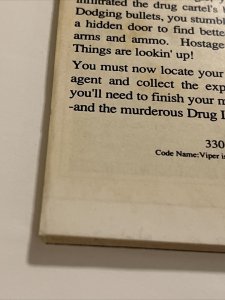 infiltrated the drug cartel's
Dodging bullets, you stumbl
a hidden door to find bette
arms and ammo. Hostage
Things are lookin' up!
You must now locate your
agent and collect the exp
you'll need to finish your m
-and the murderous Drug L
330
Code Name: Viper i